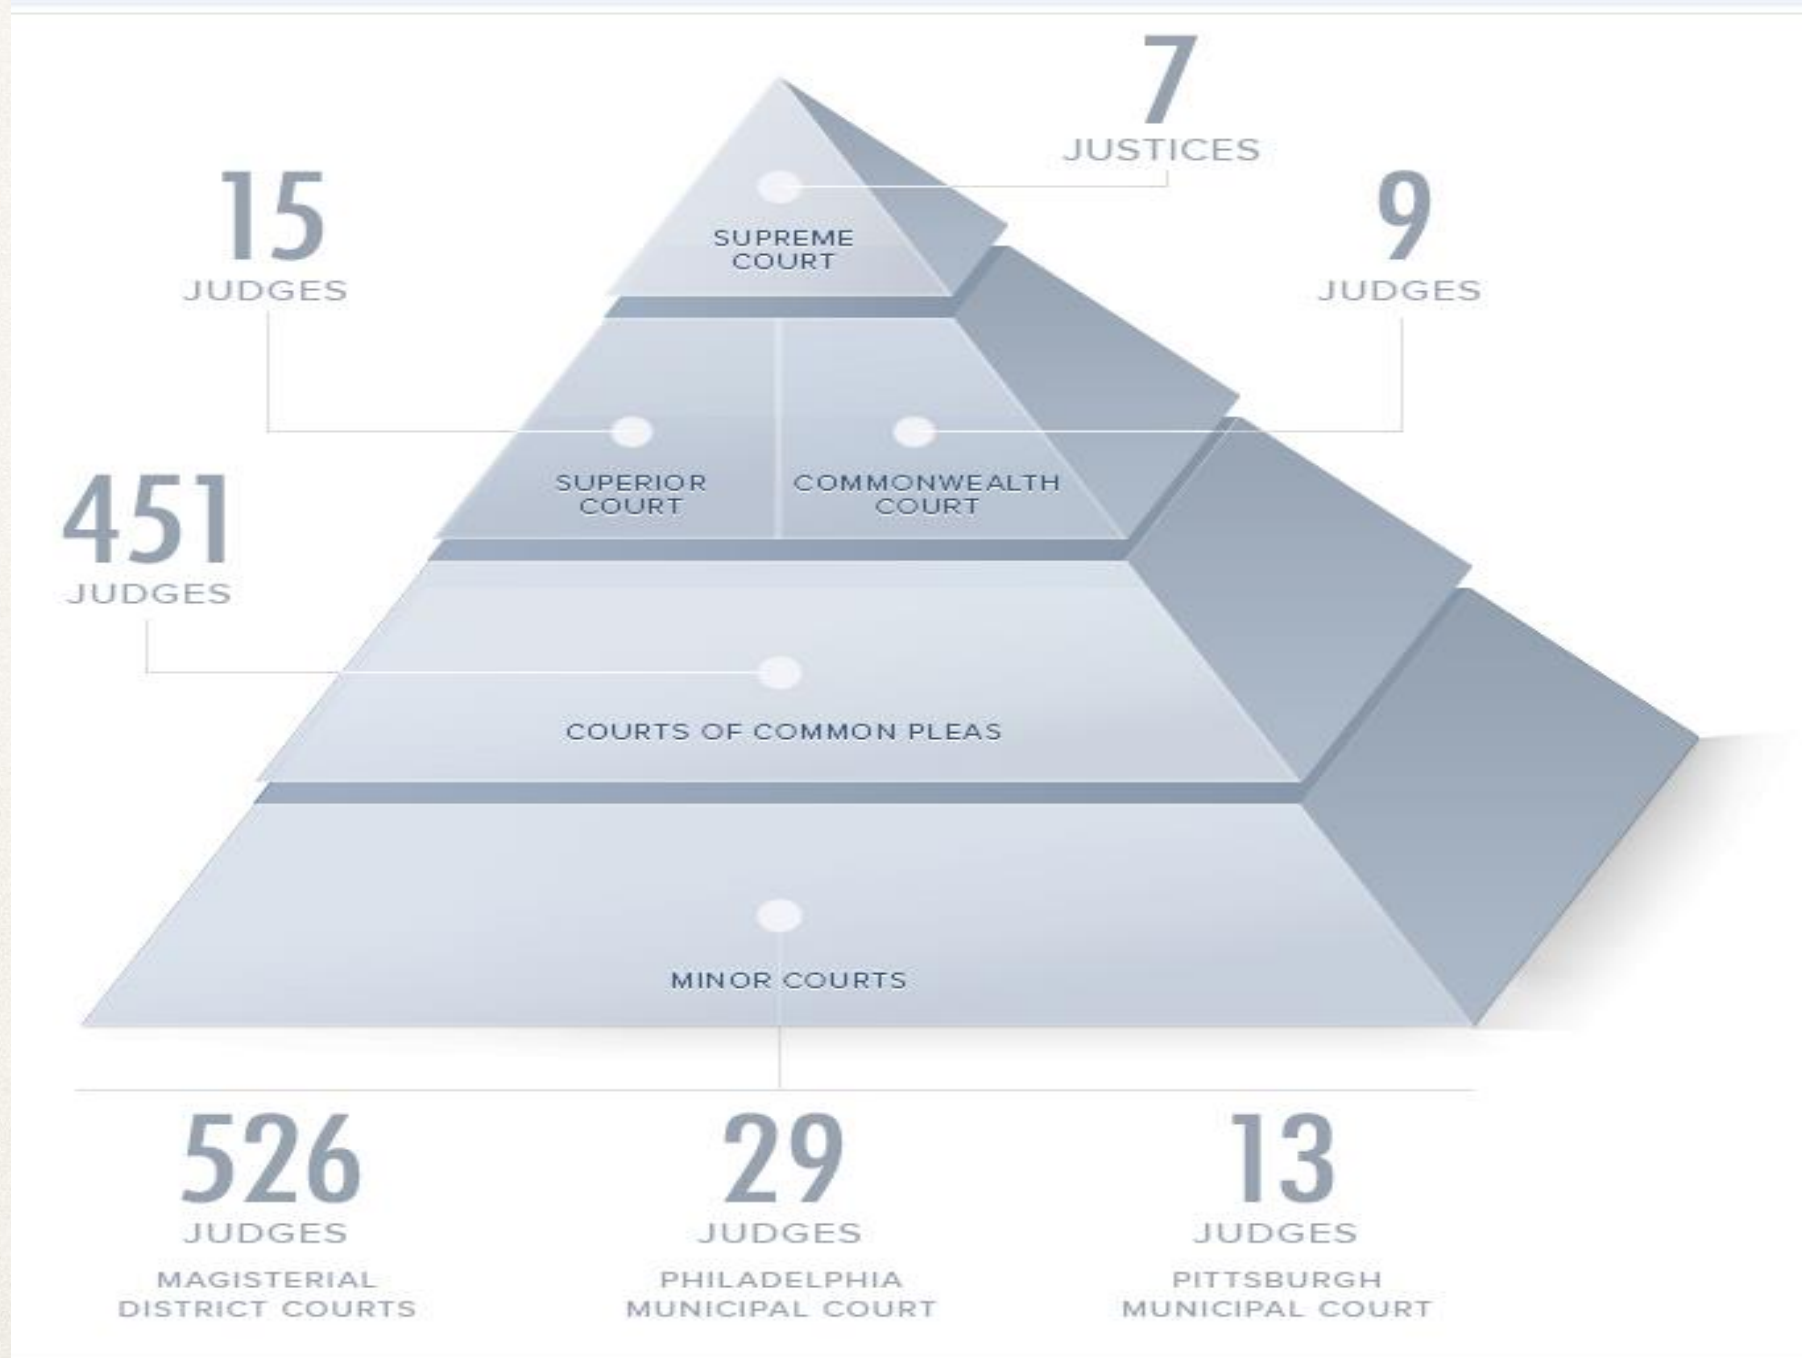 7
JUSTICES
15
JUDGES
9
JUDGES
SUPREME
COURT
SUPERIOR
COURT
COMMONWEALTH
COURT
451
JUDGES
COURTS OF COMMON PLEAS
MINOR COURTS
526
JUDGES
MAGISTERIAL
DISTRICT COURTS
29
JUDGES
PHILADELPHIA
MUNICIPAL COURT
13
JUDGES
PITTSBURGH
MUNICIPAL COURT